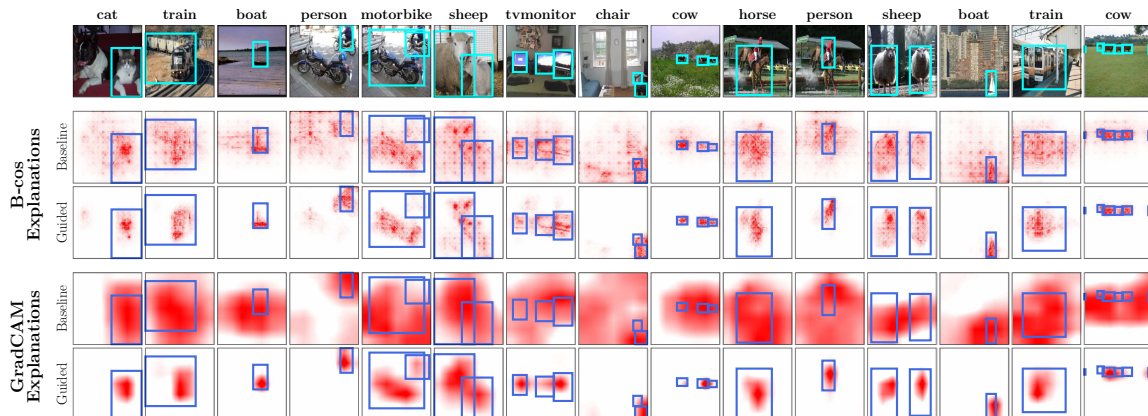 cat train boat person motorbike sheep tvmonitor chair cow horse person sheep boat train cow
B-cos
Explanations
Baseline
Guided
GradCAM
Explanations
Baseline
Guided